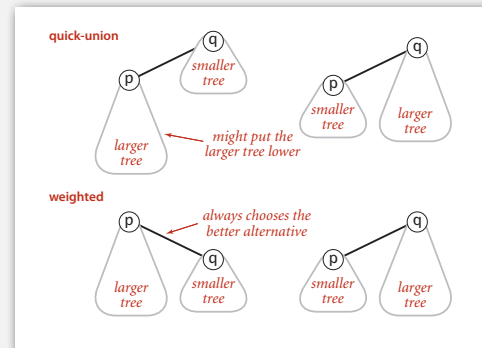 quick-union
q
smaller
tree
p
larger
tree
might put the
larger tree lower
q
p
smaller
tree
larger
tree
weighted
p
always chooses the
better alternative
q
larger
tree
smaller
tree
q
p
smaller
tree
larger
tree